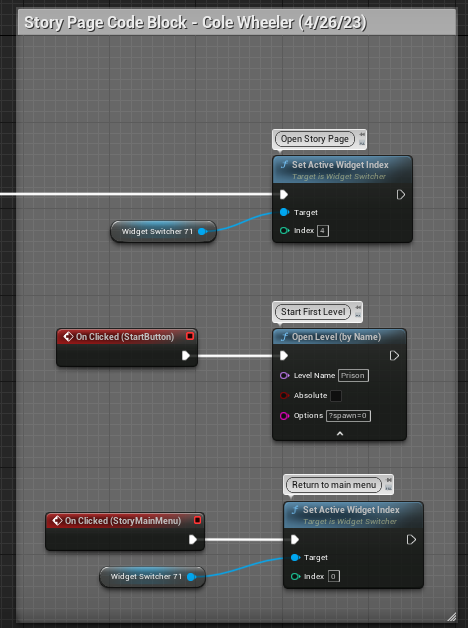 Story Page Code Block - Cole Wheeler (4/26/23)
Open Story Page
Set Active Widget Index
Target is Widget Switcher
Target
Widget Switcher 71
Index 4
Start First Level
On Clicked (StartButton)
Open Level (by Name)
Level Name Prison
Absolute
Options ?spawn=0
Return to main menu
Set Active Widget Index
On Clicked (StoryMainMenu)
Target is Widget Switcher
Target
Widget Switcher 71
Index 0